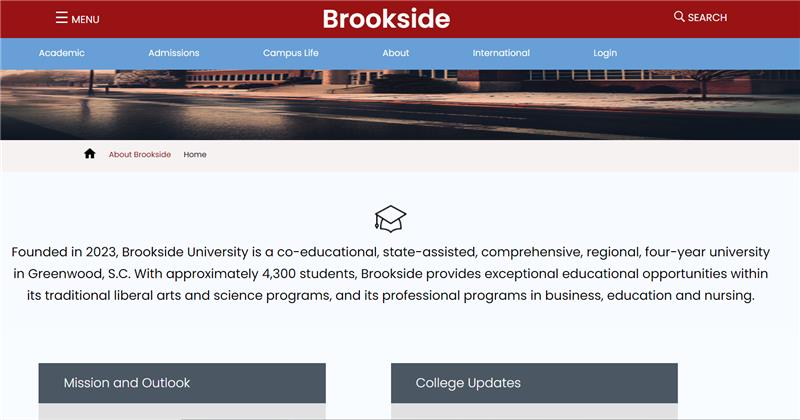 MENU
Brookside
SEARCH
Academic
Admissions
Campus Life
About
International
Login
About Brookside
Home
Founded in 2023, Brookside University is a co-educational, state-assisted, comprehensive, regional, four-year university
in Greenwood, S.C. With approximately 4,300 students, Brookside provides exceptional educational opportunities within
its traditional liberal arts and science programs, and its professional programs in business, education and nursing.
Mission and Outlook
College Updates